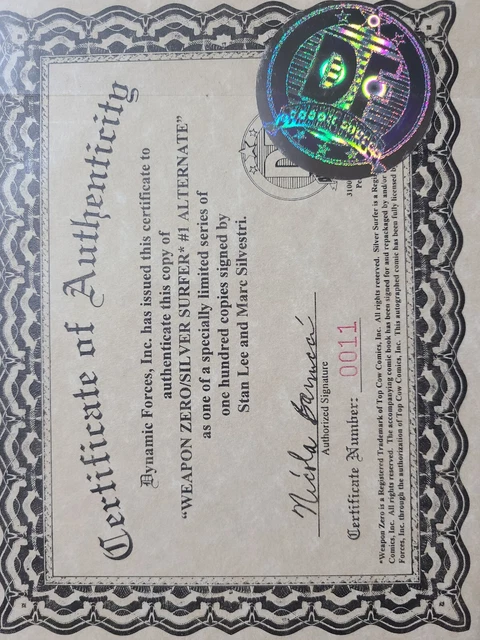 Certificate of Authenticity
Dynamic Forces, Inc. has issued this certificate to
authenticate this copy of
"WEAPON ZERO/SILVER SURFER* #1 ALTERNATE"
as one of a specially limited series of
one hundred copies signed by
Stan Lee and Marc Silvestri.
Authorized Signature
Certificate Number: 0011
DF
*Weapon Zero is a Registered Trademark of Top Cow Comics, Inc. All rights reserved. Silver Surfer is a Regis
Comics, Inc. All rights reserved. The accompanying comic book has been signed for and repackaged by and/or
Forces, Inc. through the authorization of Top Cow Comics, Inc. This autographed comic has been fully licensed b